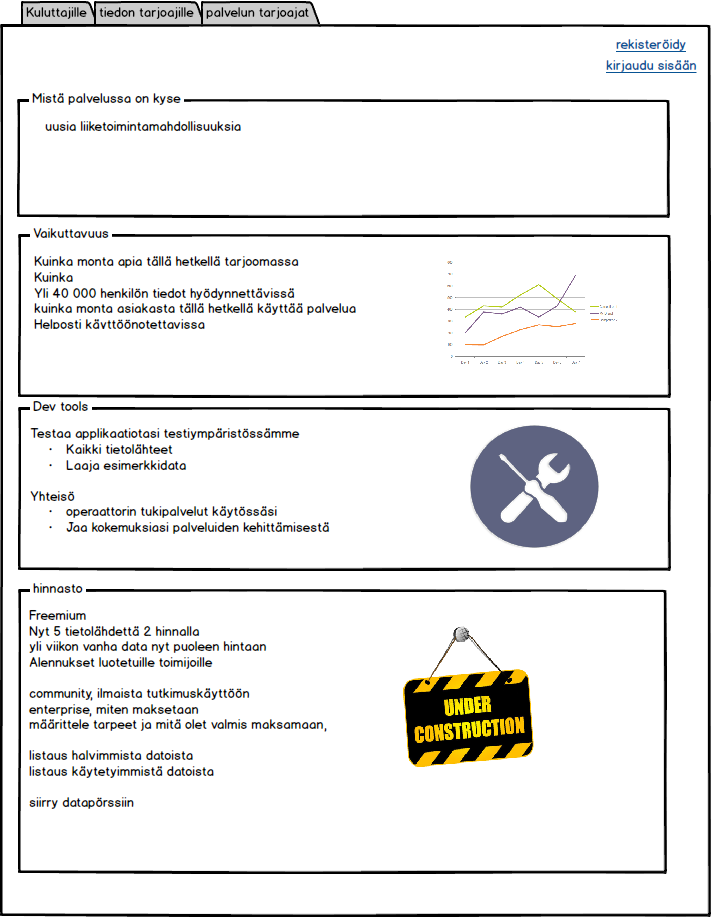 Kuluttajille
tiedon tarjoajille
palvelun tarjoajat
rekisteröidy
kirjaudu sisään
Mistä palvelussa on kyse
uusia liiketoimintamahdollisuuksia
Vaikuttavuus
Kuinka monta apia tällä hetkellä tarjoomassa
Kuinka
Yli 40 000 henkilön tiedot hyödynnettävissä
kuinka monta asiakasta tällä hetkellä käyttää palvelua
Helposti käyttöönotettavissa
Dev tools
Testaa applikaatiotasi testiympäristössämme
· Kaikki tietolähteet
· Laaja esimerkkidata
Yhteisö
· operaattorin tukipalvelut käytössäsi
· Jaa kokemuksiasi palveluiden kehittämisestä
hinnasto
Freemium
Nyt 5 tietolähdettä 2 hinnalla
yli viikon vanha data nyt puoleen hintaan
Alennukset luotetuille toimijoille
community, ilmaista tutkimuskäyttöön
enterprise, miten maksetaan
määrittele tarpeet ja mitä olet valmis maksamaan,
listaus halvimmista datoista
listaus käytetyimmistä datoista
siirry datapörssiin
UNDER
CONSTRUCTION